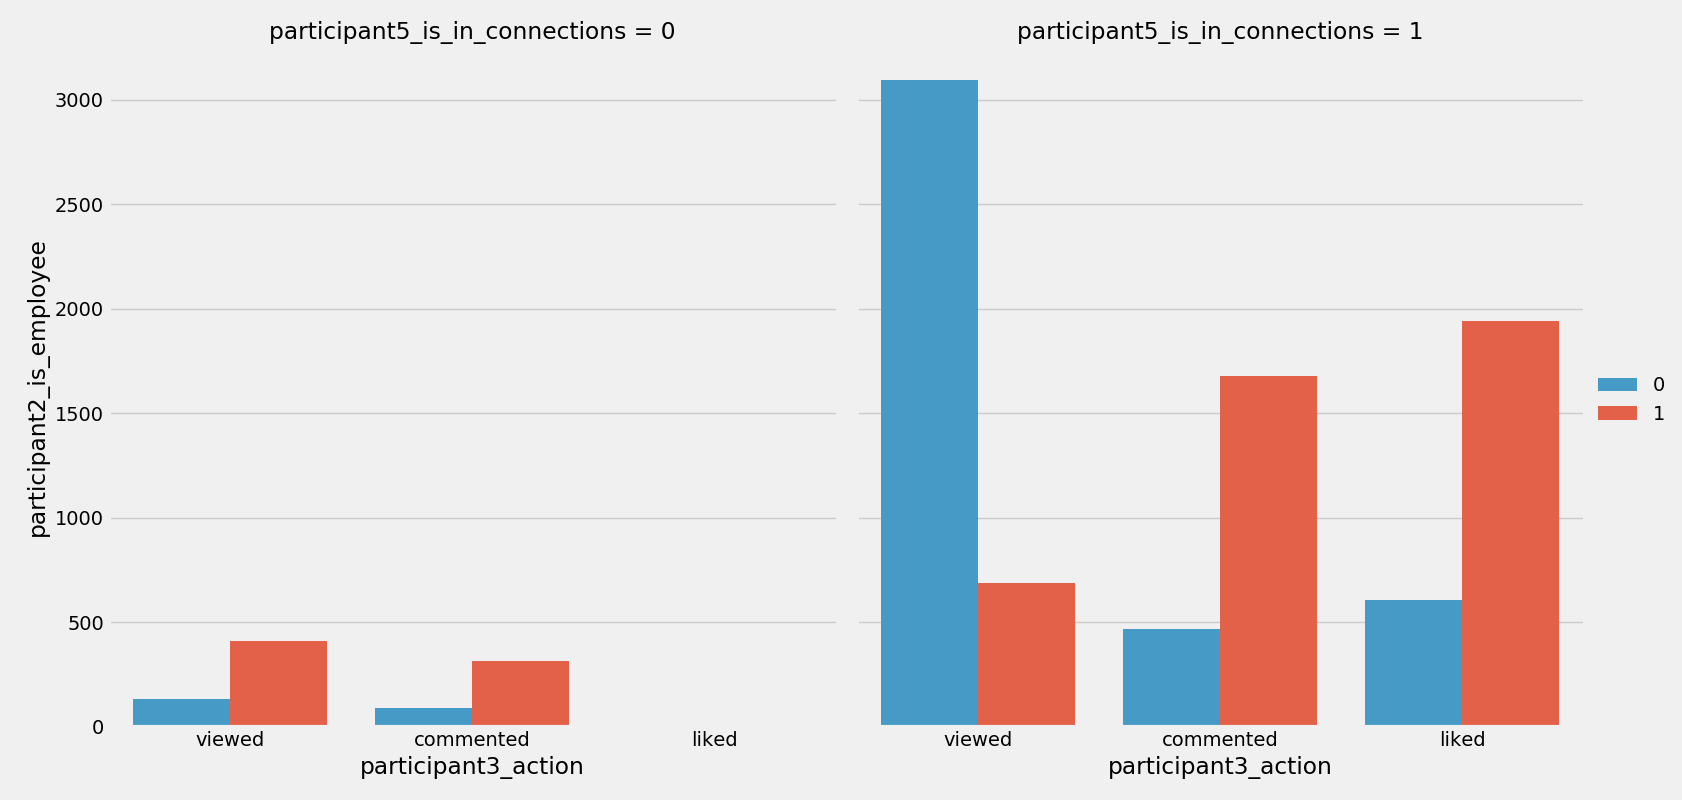 participant5_is_in_connections = 0
participant5_is_in_connections = 1
participant2_is_employee
3000
2500
2000
1500
1000
500
0
viewed
commented
liked
participant3_action
viewed
commented
liked
participant3_action
0
1